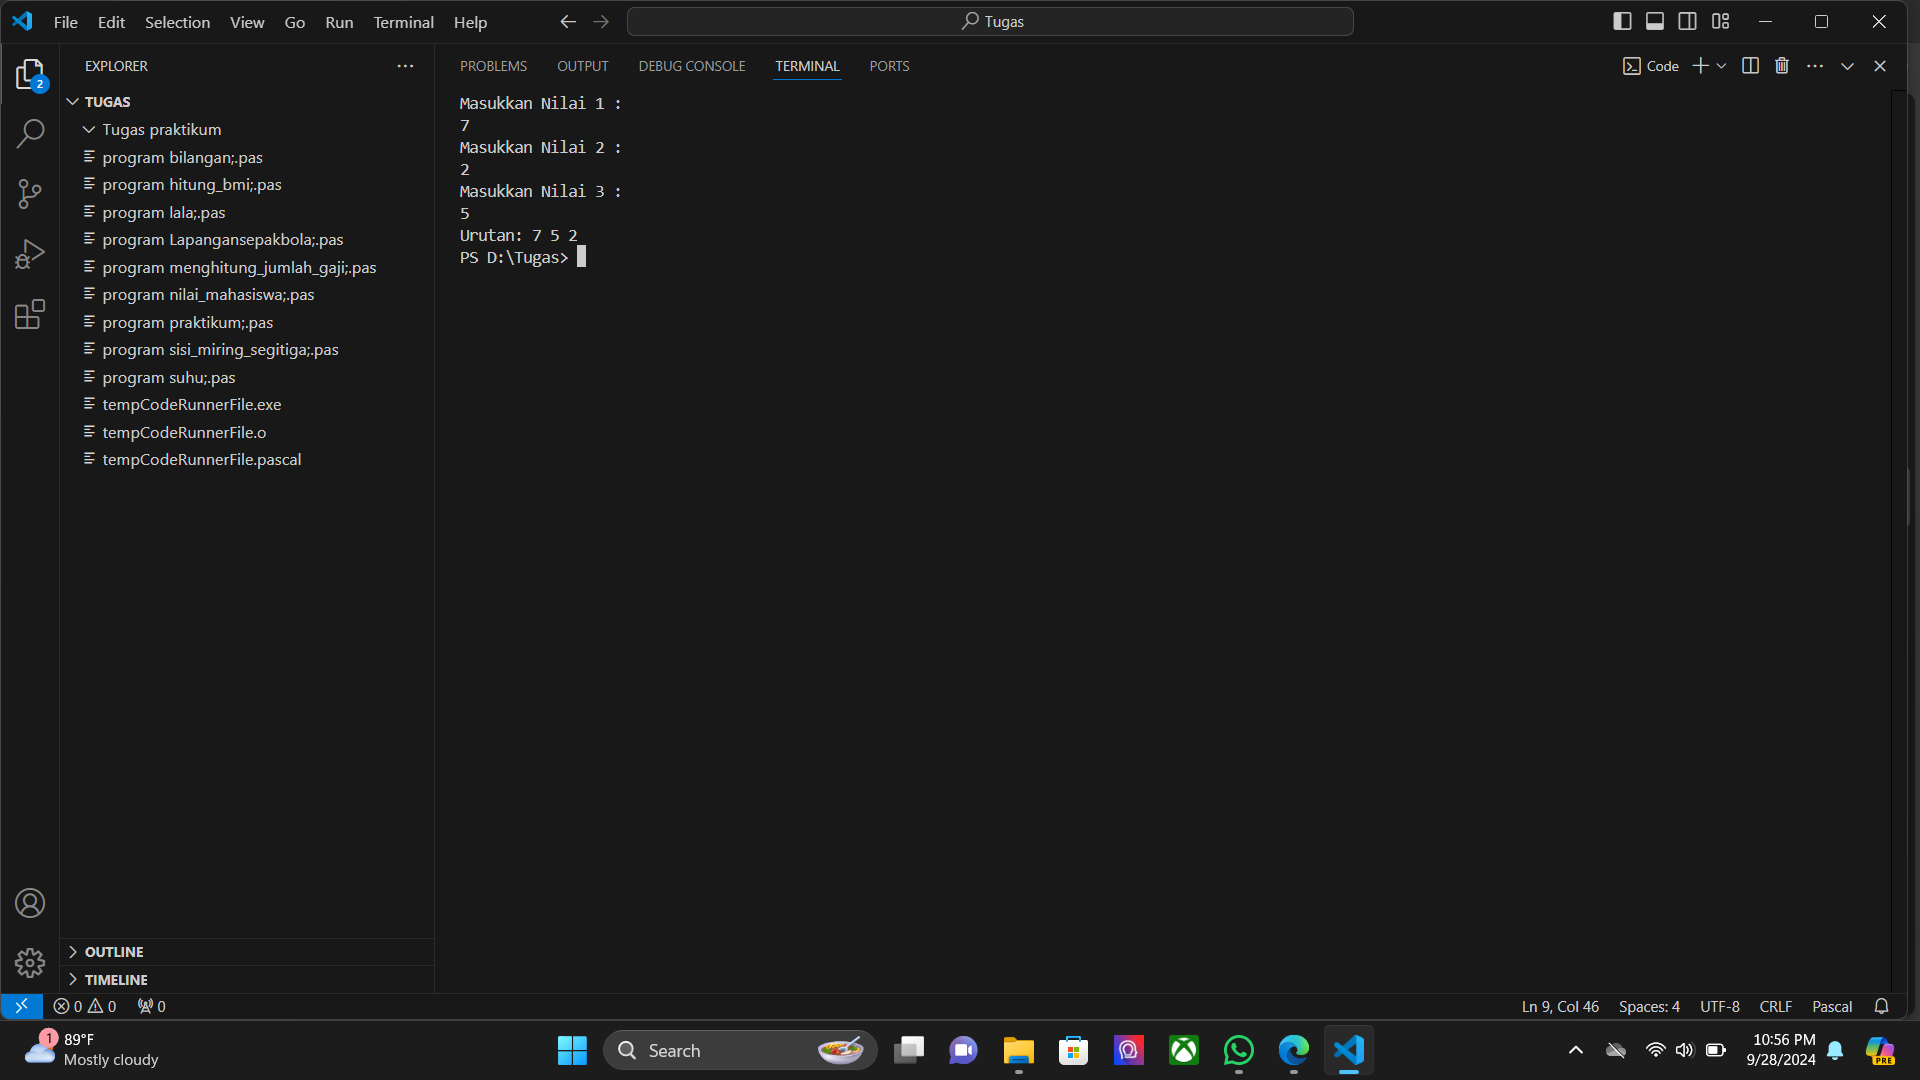 File Edit Selection View Go Run Terminal Help
Tugas
2
EXPLORER
TUGAS
Tugas praktikum
program bilangan;.pas
program hitung_bmi;.pas
program lala;.pas
program Lapangansepakbola;.pas
program menghitung_jumlah_gaji;.pas
program nilai_mahasiswa;.pas
program praktikum;.pas
program sisi_miring_segitiga;.pas
program suhu;.pas
tempCodeRunnerFile.exe
tempCodeRunnerFile.o
tempCodeRunnerFile.pascal
OUTLINE
TIMELINE
PROBLEMS OUTPUT DEBUG CONSOLE TERMINAL PORTS
Code
Masukkan Nilai 1 :
7
Masukkan Nilai 2 :
2
Masukkan Nilai 3 :
5
Urutan: 7 5 2
PS D:\Tugas>
0 0 0
Ln 9, Col 46 Spaces: 4 UTF-8 CRLF Pascal
1
89°F
Mostly cloudy
Search
10:56 PM
9/28/2024
PRE